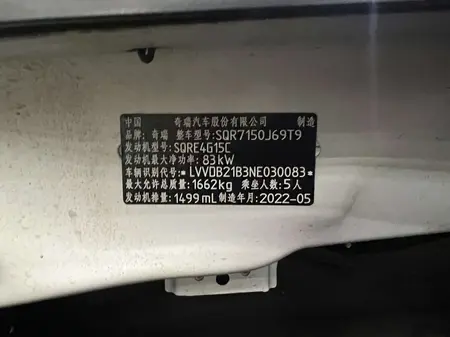 中国 奇瑞汽车股份有限公司 制造
品牌: 奇瑞 整车型号: SQR7150J69T9
发动机型号: SQRE4G15C
发动机最大净功率: 83kW
车辆识别代号: *LVVDB21B3NE030083*
最大允许总质量: 1662kg 乘坐人数: 5人
发动机排量: 1499mL 制造年月: 2022-05